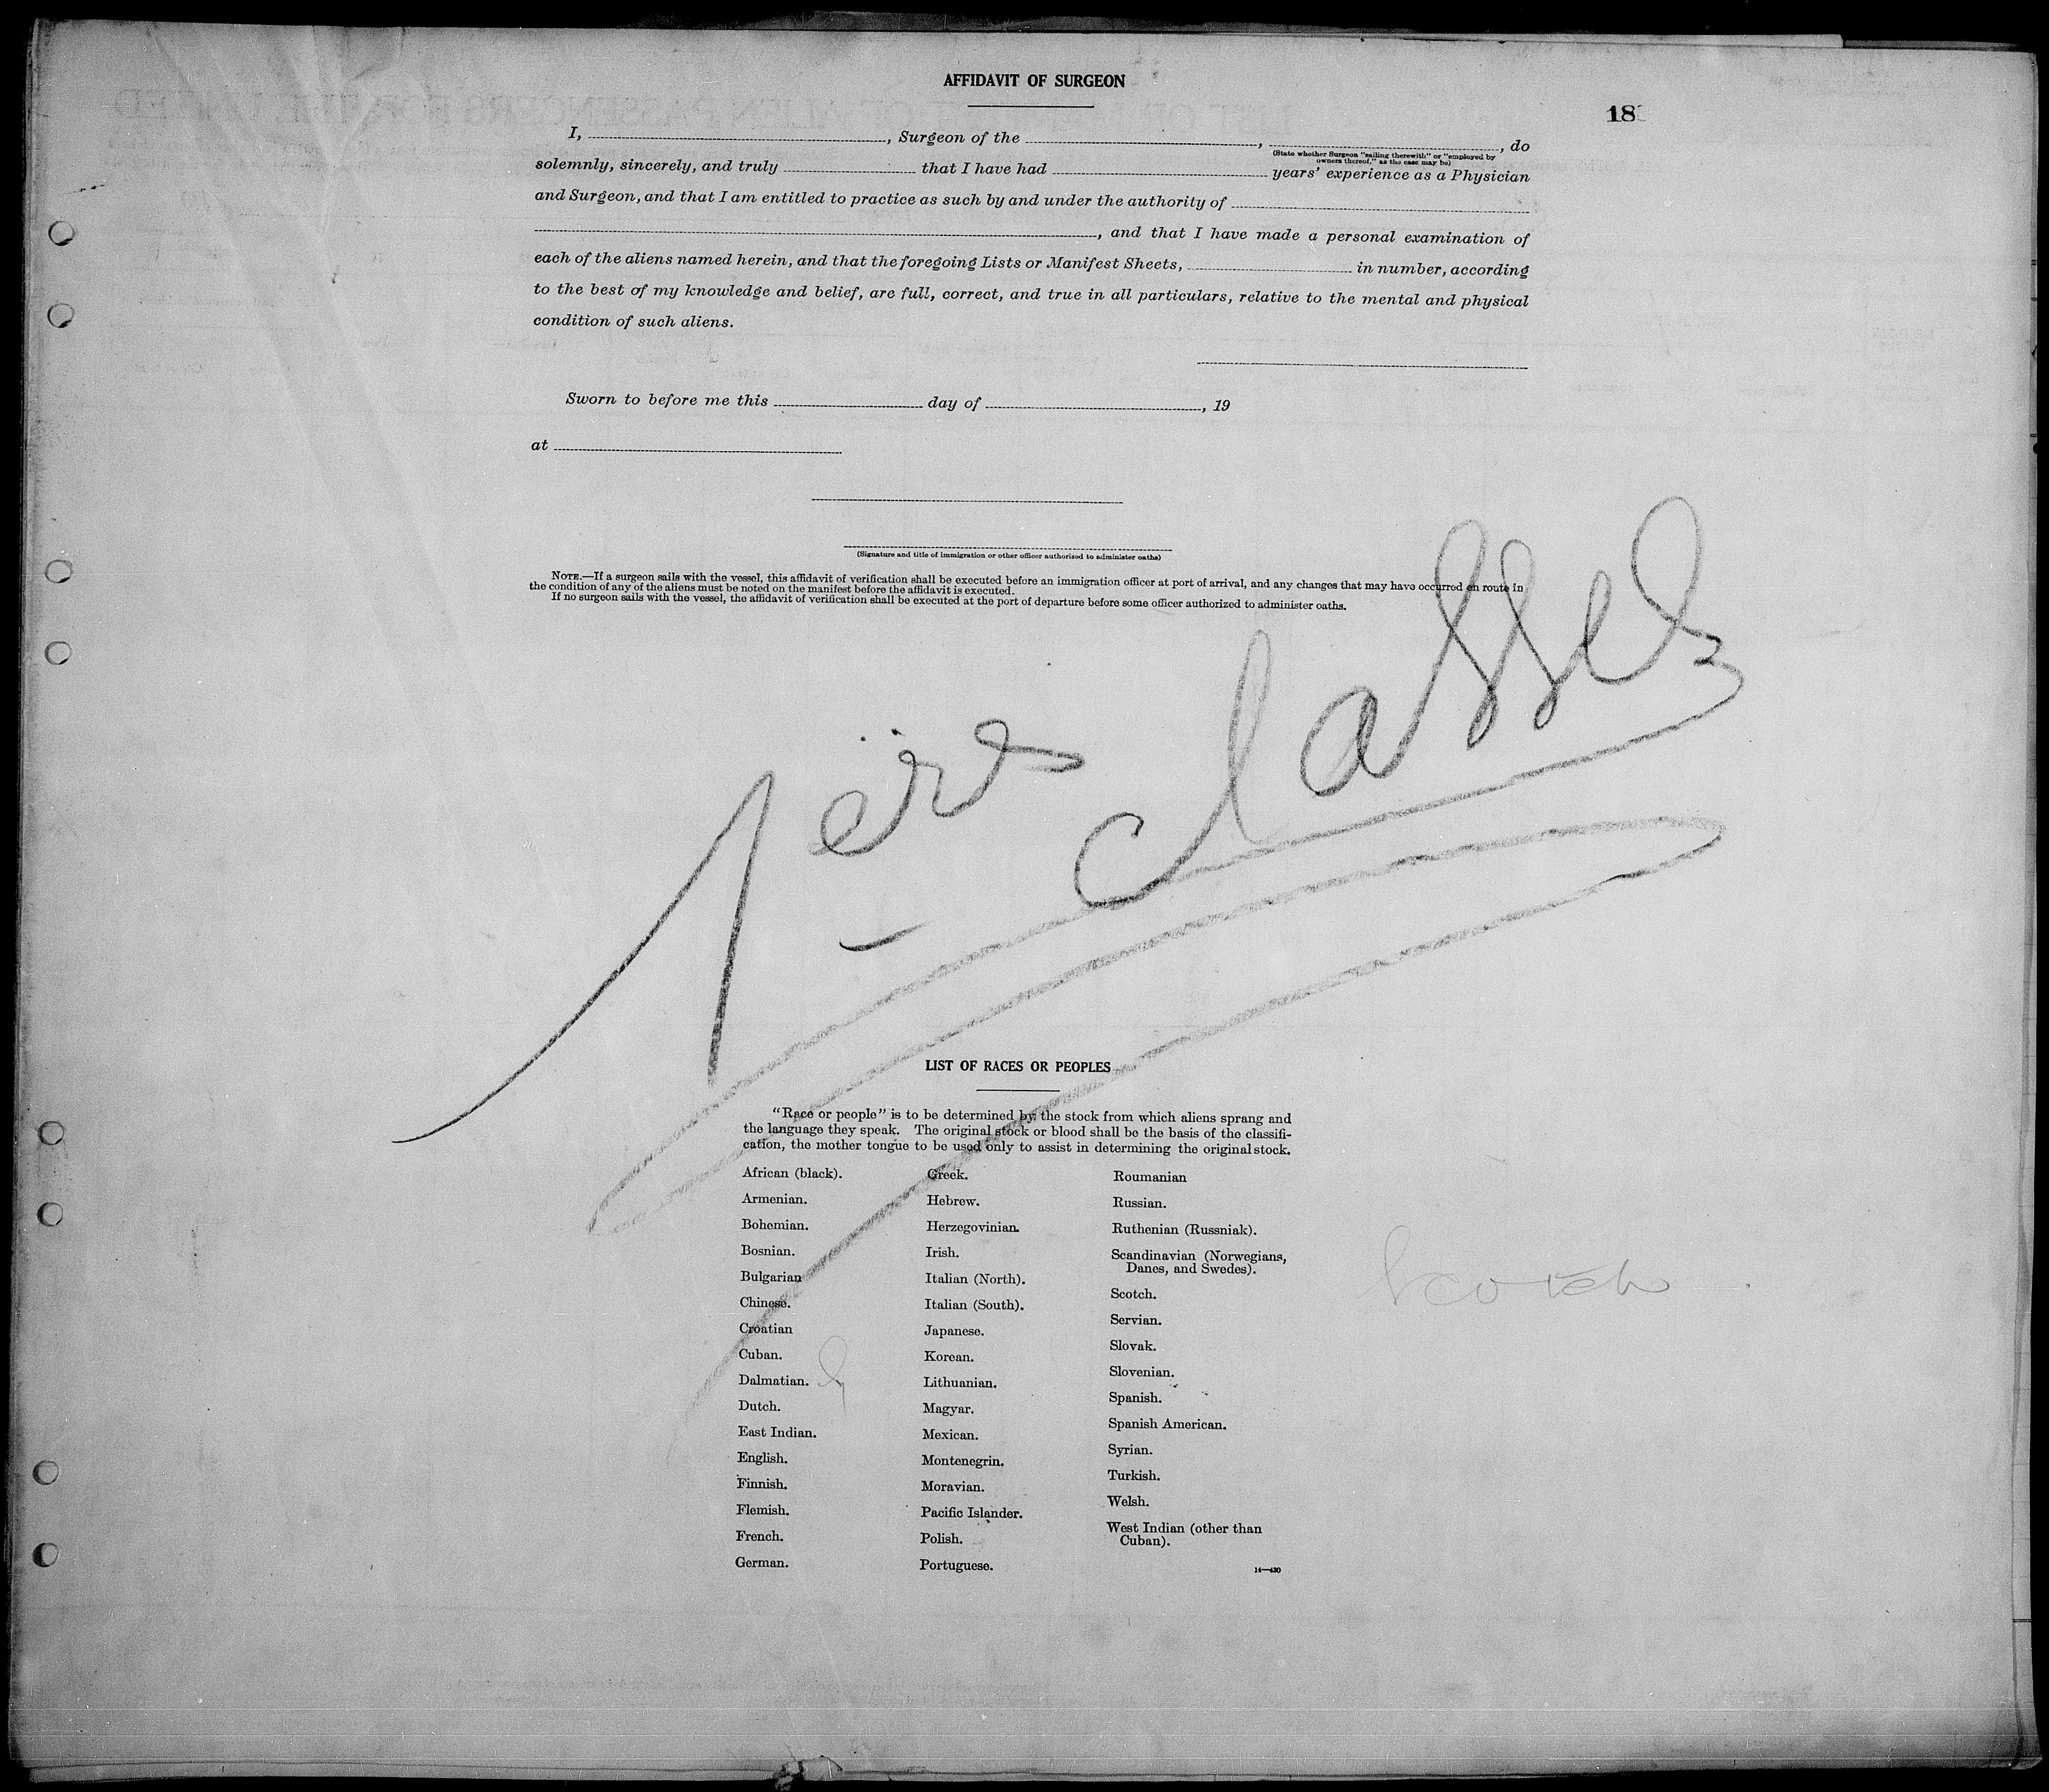 AFFIDAVIT OF SURGEON
18
I, , Surgeon of the , , do
(State whether Surgeon "sailing therewith" or "employed by
owners thereof," as the case may be)
solemnly, sincerely, and truly that I have had years' experience as a Physician
and Surgeon, and that I am entitled to practice as such by and under the authority of
, and that I have made a personal examination of
each of the aliens named herein, and that the foregoing Lists or Manifest Sheets, in number, according
to the best of my knowledge and belief, are full, correct, and true in all particulars, relative to the mental and physical
condition of such aliens.
Sworn to before me this day of , 19
at
(Signature and title of immigration or other officer authorized to administer oaths)
NOTE.—If a surgeon sails with the vessel, this affidavit of verification shall be executed before an immigration officer at port of arrival, and any changes that may have occurred en route in
the condition of any of the aliens must be noted on the manifest before the affidavit is executed.
If no surgeon sails with the vessel, the affidavit of verification shall be executed at the port of departure before some officer authorized to administer oaths.
1ères classes
LIST OF RACES OR PEOPLES
"Race or people" is to be determined by the stock from which aliens sprang and
the language they speak. The original stock or blood shall be the basis of the classifi-
cation, the mother tongue to be used only to assist in determining the original stock.
African (black).
Armenian.
Bohemian.
Bosnian.
Bulgarian
Chinese.
Croatian
Cuban.
Dalmatian.
Dutch.
East Indian.
English.
Finnish.
Flemish.
French.
German.
Greek.
Hebrew.
Herzegovinian.
Irish.
Italian (North).
Italian (South).
Japanese.
Korean.
Lithuanian.
Magyar.
Mexican.
Montenegrin.
Moravian.
Pacific Islander.
Polish.
Portuguese.
Roumanian
Russian.
Ruthenian (Russniak).
Scandinavian (Norwegians,
Danes, and Swedes).
Scotch.
Servian.
Slovak.
Slovenian.
Spanish.
Spanish American.
Syrian.
Turkish.
Welsh.
West Indian (other than
Cuban).
14—430
Scotch